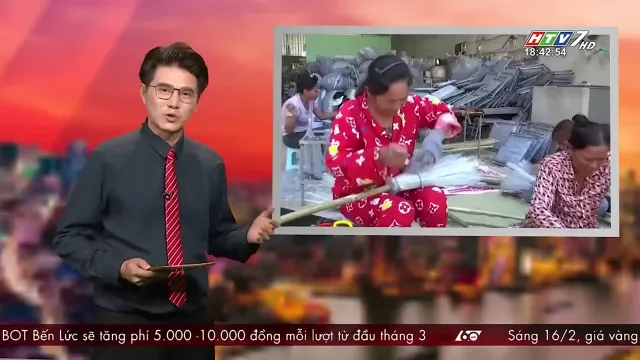 HTV7 HD
18:42:54
BOT Bến Lức sẽ tăng phí 5.000 -10.000 đồng mỗi lượt từ đầu tháng 3 60 Sáng 16/2, giá vàng